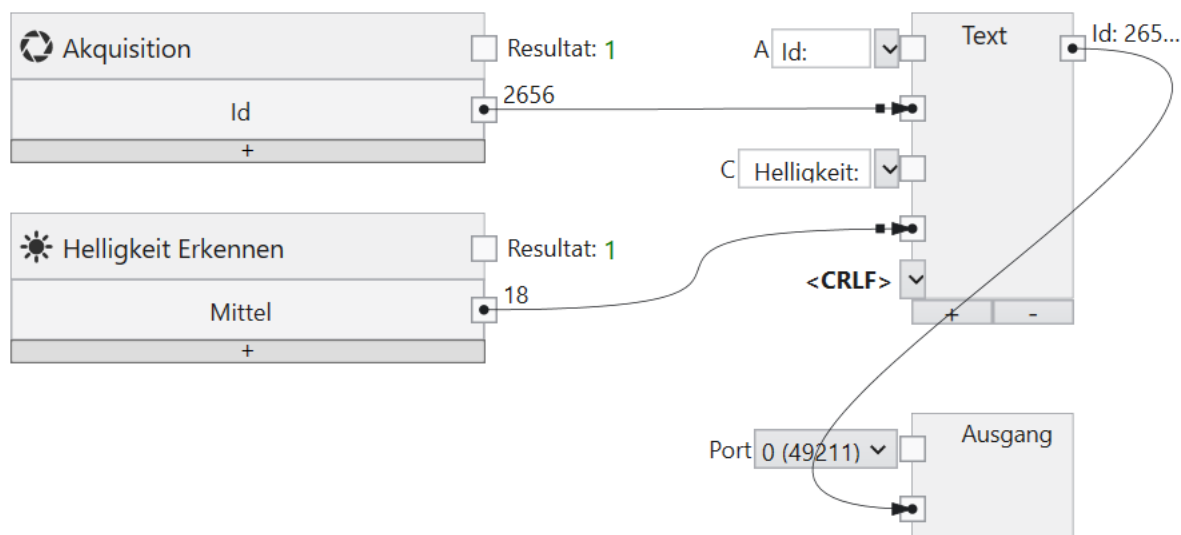 Akquisition
Resultat: 1
Id
2656
+
Helligkeit Erkennen
Resultat: 1
Mittel
18
+
A Id:
C Helligkeit:
<CRLF>
Text
Id: 265...
+ -
Port 0 (49211)
Ausgang